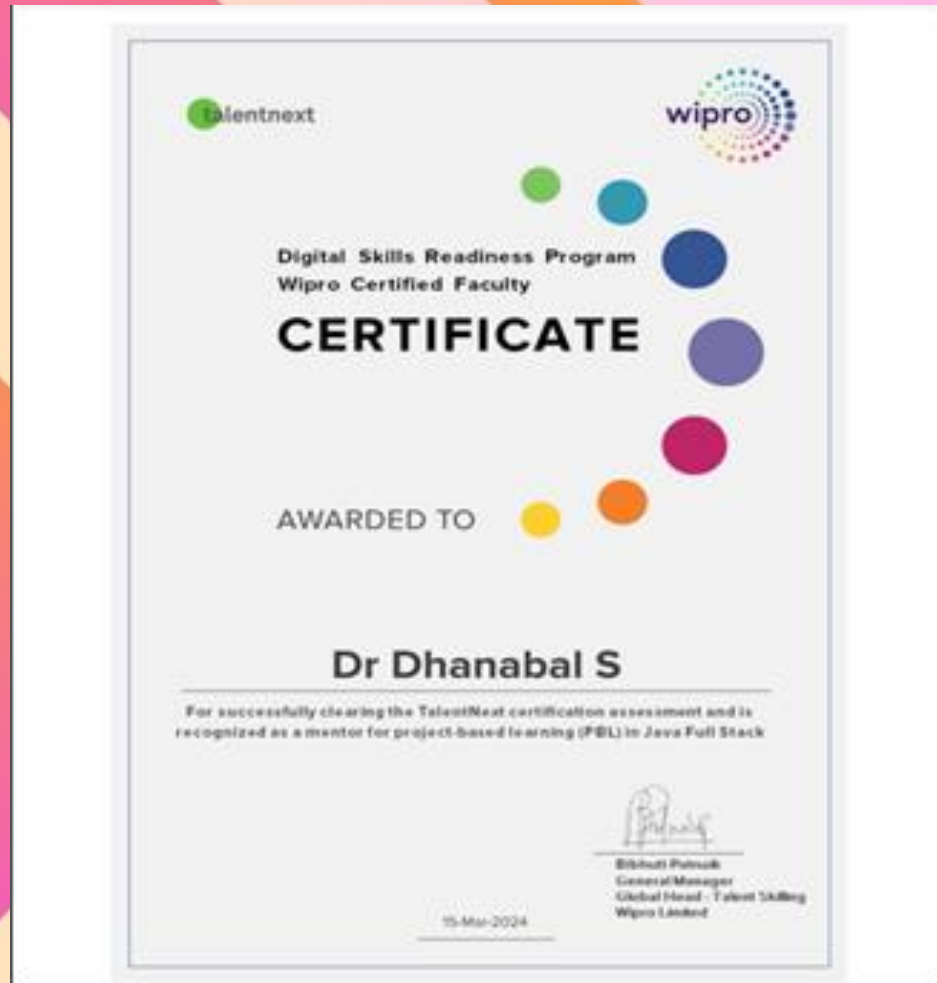 talentnext
wipro
Digital Skills Readiness Program
Wipro Certified Faculty
CERTIFICATE
AWARDED TO
Dr Dhanabal S
For successfully clearing the TalentNext certification assessment and is
recognized as a mentor for project-based learning (PBL) in Java Full Stack
Bibhuti Patnaik
General Manager
Global Head - Talent Skilling
Wipro Limited
15-Mar-2024